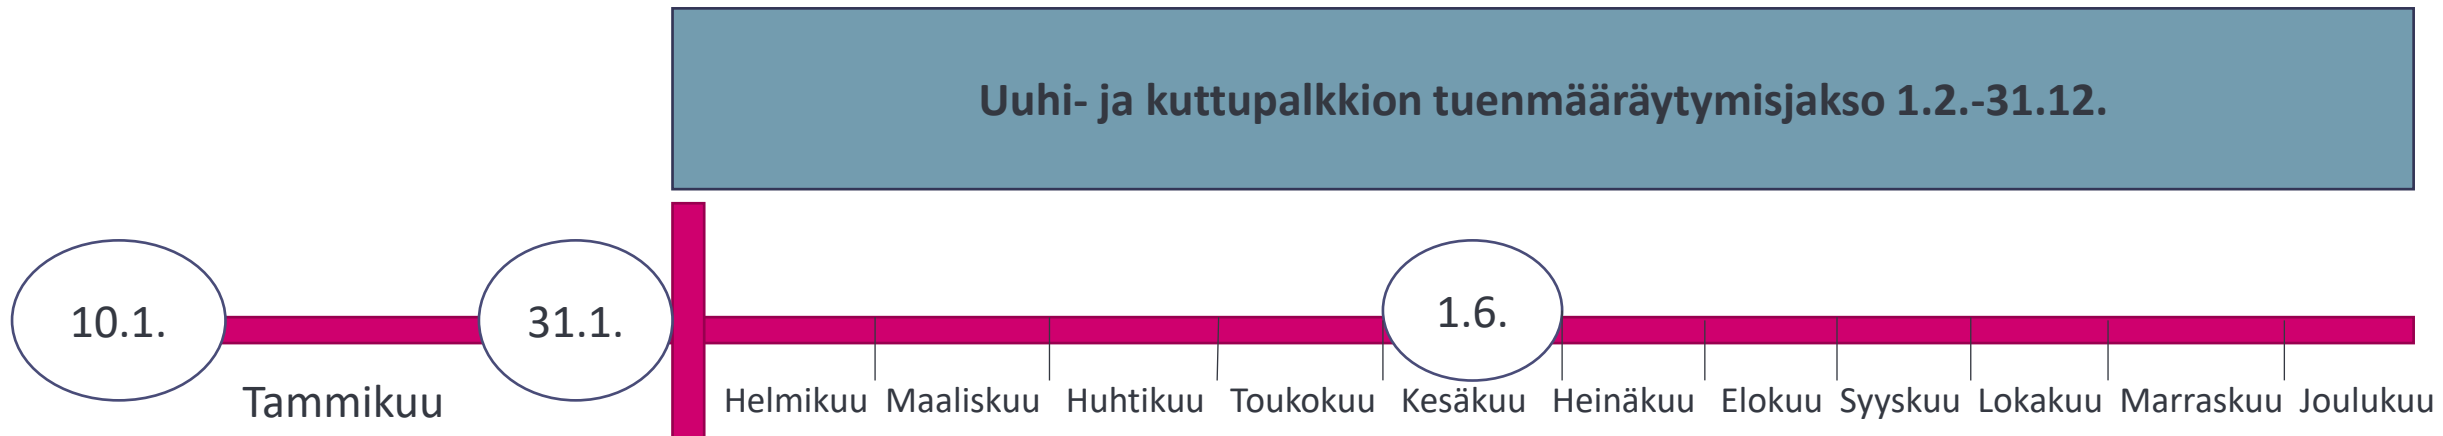 Uuhi- ja kuttupalkkion tuenmääräytymisjakso 1.2.-31.12.
10.1.
31.1.
1.6.
Tammikuu
Helmikuu Maaliskuu Huhtikuu Toukokuu Kesäkuu Heinäkuu Elokuu Syyskuu Lokakuu Marraskuu Joulukuu